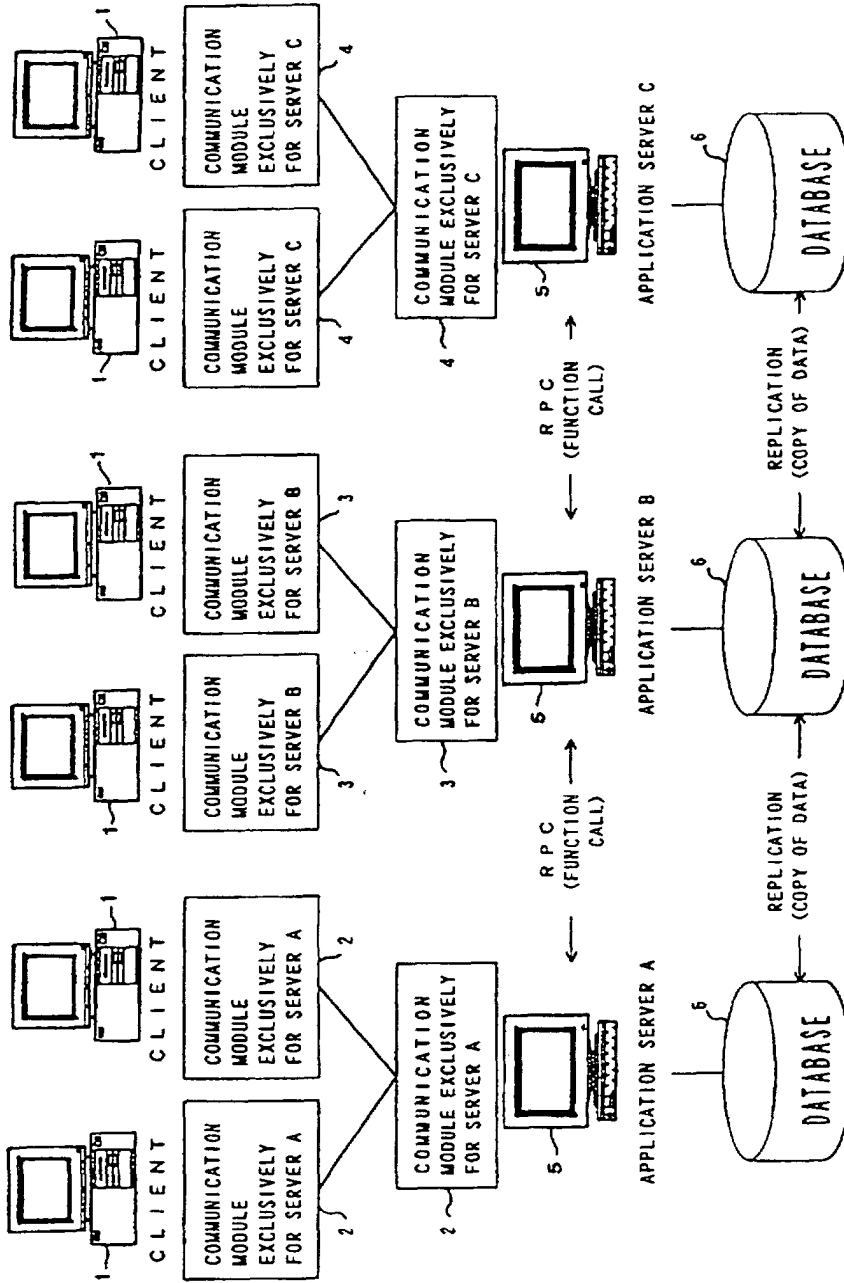 1
1
1
1
1
1
CLIENT
CLIENT
CLIENT
CLIENT
CLIENT
CLIENT
COMMUNICATION
MODULE
EXCLUSIVELY
FOR SERVER A
COMMUNICATION
MODULE
EXCLUSIVELY
FOR SERVER A
COMMUNICATION
MODULE
EXCLUSIVELY
FOR SERVER B
COMMUNICATION
MODULE
EXCLUSIVELY
FOR SERVER B
COMMUNICATION
MODULE
EXCLUSIVELY
FOR SERVER C
COMMUNICATION
MODULE
EXCLUSIVELY
FOR SERVER C
2
2
3
3
4
4
COMMUNICATION
MODULE EXCLUSIVELY
FOR SERVER A
COMMUNICATION
MODULE EXCLUSIVELY
FOR SERVER B
COMMUNICATION
MODULE EXCLUSIVELY
FOR SERVER C
2
3
4
5
5
5
RPC
(FUNCTION
CALL)
RPC
(FUNCTION
CALL)
APPLICATION SERVER A
APPLICATION SERVER B
APPLICATION SERVER C
6
6
6
DATABASE
DATABASE
DATABASE
REPLICATION
(COPY OF DATA)
REPLICATION
(COPY OF DATA)